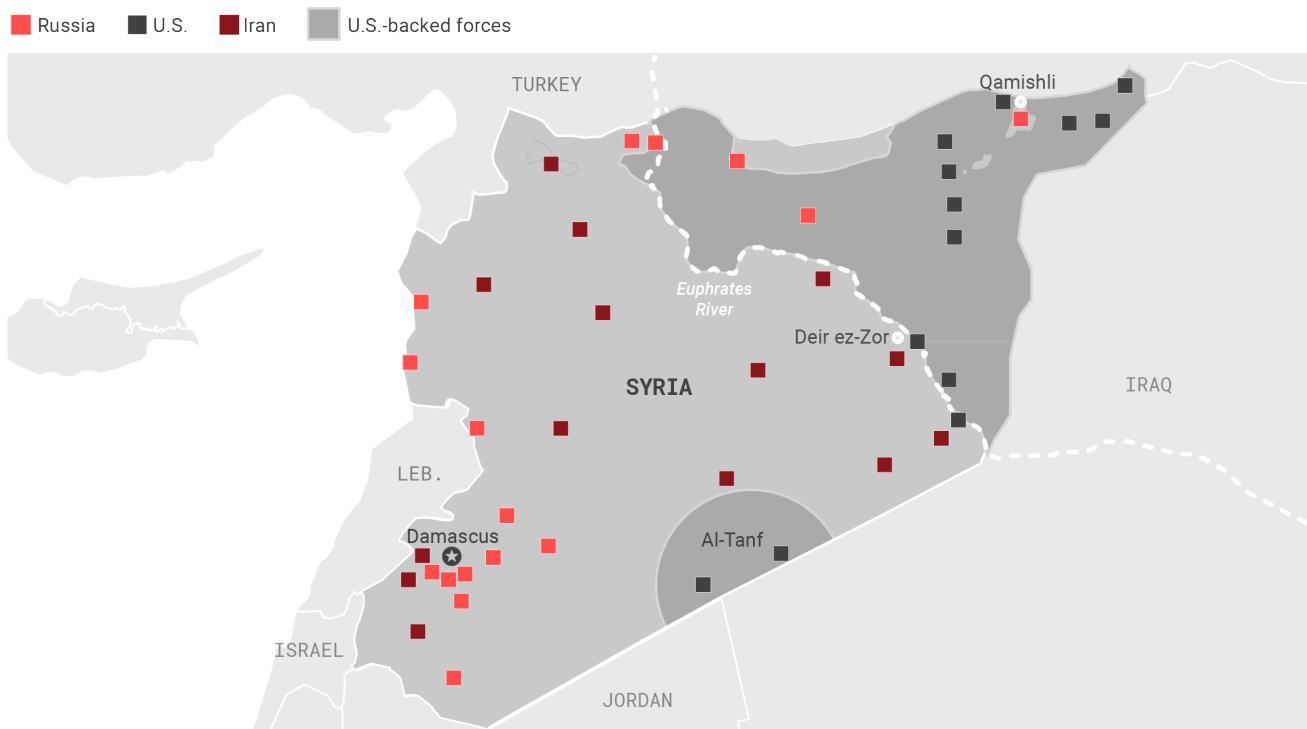 Russia U.S. Iran U.S.-backed forces
TURKEY
Qamishli
Euphrates
River
Deir ez-Zor
SYRIA
IRAQ
LEB.
Damascus
Al-Tanf
ISRAEL
JORDAN